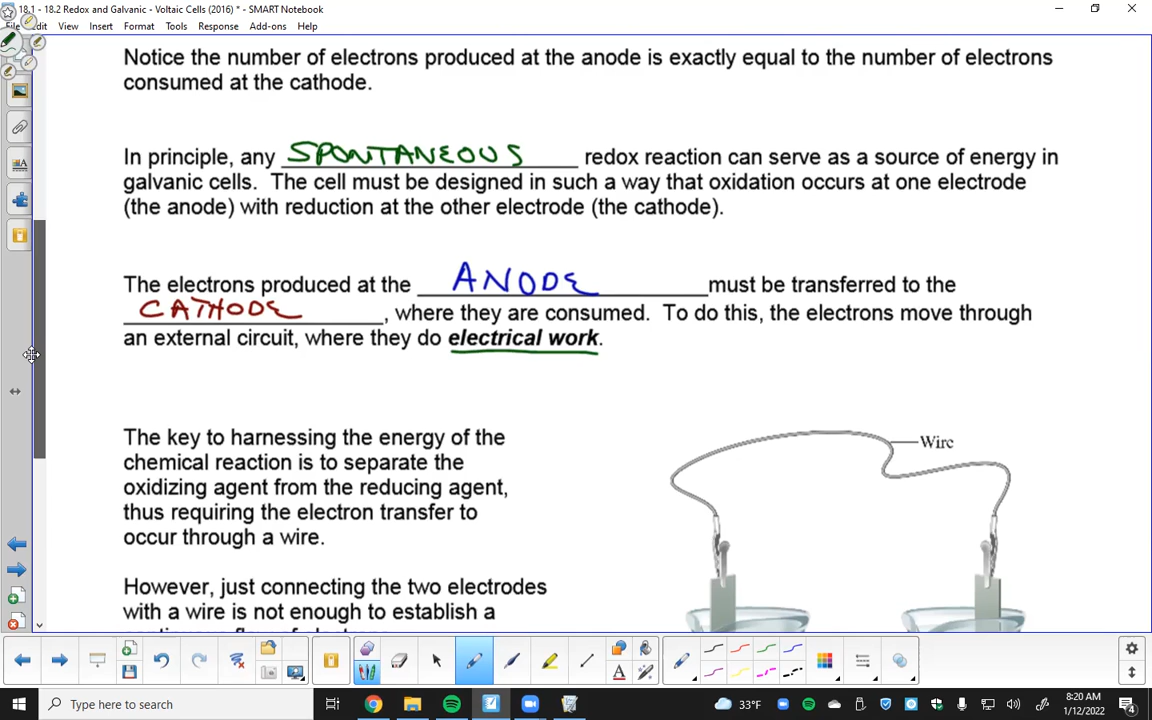 18.1 - 18.2 Redox and Galvanic - Voltaic Cells (2016) * - SMART Notebook
Edit View Insert Format Tools Response Add-ons Help
Notice the number of electrons produced at the anode is exactly equal to the number of electrons
consumed at the cathode.
In principle, any SPONTANEOUS redox reaction can serve as a source of energy in
galvanic cells. The cell must be designed in such a way that oxidation occurs at one electrode
(the anode) with reduction at the other electrode (the cathode).
The electrons produced at the ANODE must be transferred to the
CATHODE, where they are consumed. To do this, the electrons move through
an external circuit, where they do electrical work.
The key to harnessing the energy of the
chemical reaction is to separate the
oxidizing agent from the reducing agent,
thus requiring the electron transfer to
occur through a wire.
Wire
However, just connecting the two electrodes
with a wire is not enough to establish a
Type here to search
33°F
8:20 AM
1/12/2022
4